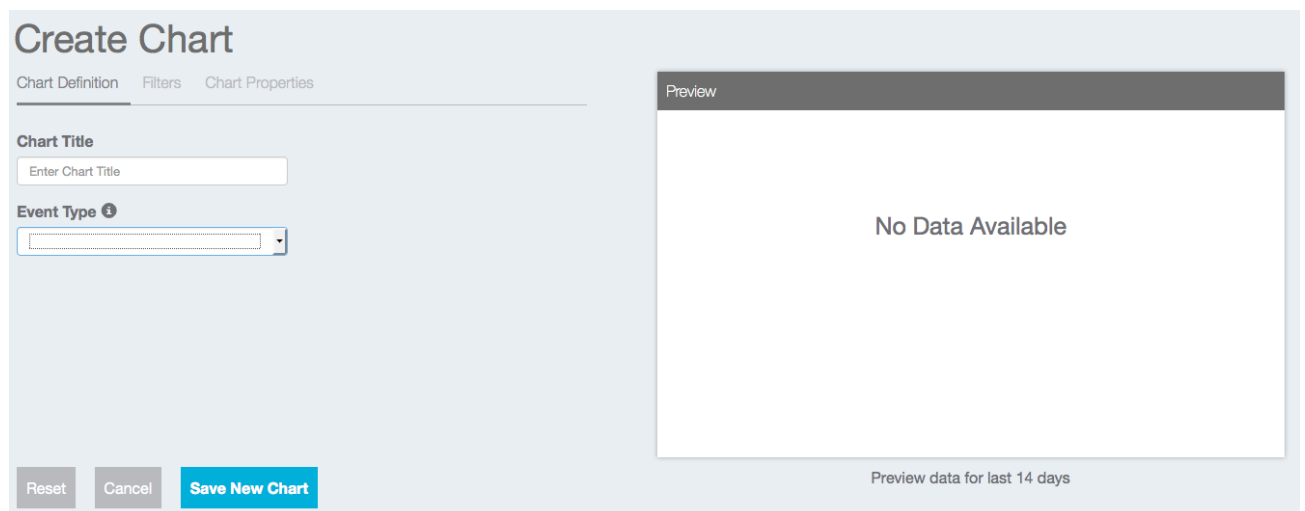 Create Chart
Chart Definition Filters Chart Properties
Chart Title
Enter Chart Title
Event Type
Reset Cancel Save New Chart
Preview
No Data Available
Preview data for last 14 days